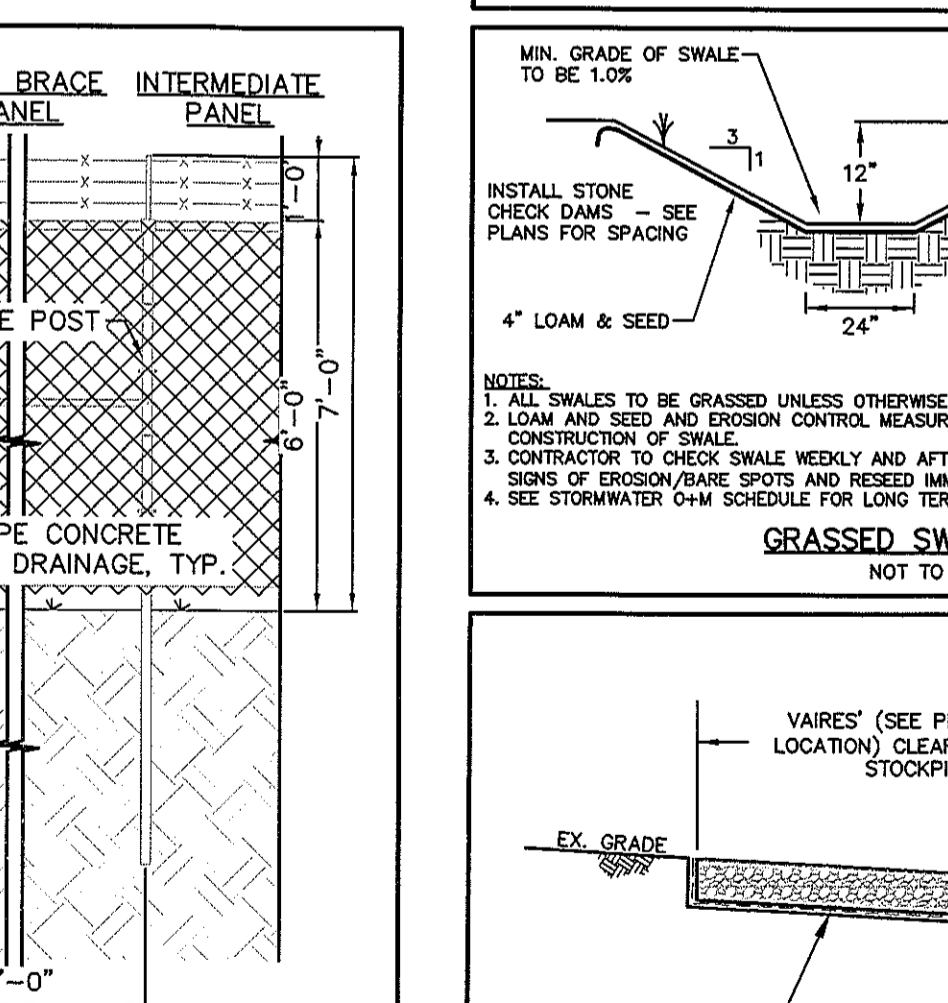 BRACE
ANEL
INTERMEDIATE
PANEL
1'-0
E POST
6'-0"
7'-0"
PE CONCRETE
DRAINAGE, TYP.
'-0"
MIN. GRADE OF SWALE
TO BE 1.0%
3
1
12"
INSTALL STONE
CHECK DAMS - SEE
PLANS FOR SPACING
4" LOAM & SEED
24"
NOTES:
1. ALL SWALES TO BE GRASSED UNLESS OTHERWISE
2. LOAM AND SEED AND EROSION CONTROL MEASUR
CONSTRUCTION OF SWALE.
3. CONTRACTOR TO CHECK SWALE WEEKLY AND AFT
SIGNS OF EROSION/BARE SPOTS AND RESEED IMM
4. SEE STORMWATER O+M SCHEDULE FOR LONG TER
GRASSED SW
NOT TO
VAIRES' (SEE P
LOCATION) CLEAR
STOCKPI
EX. GRADE